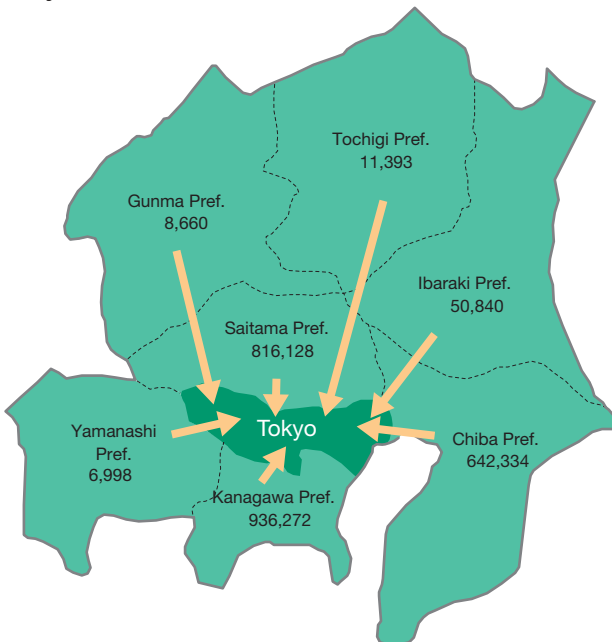 Tochigi Pref.
11,393
Gunma Pref.
8,660
Ibaraki Pref.
50,840
Saitama Pref.
816,128
Tokyo
Yamanashi
Pref.
6,998
Chiba Pref.
642,334
Kanagawa Pref.
936,272